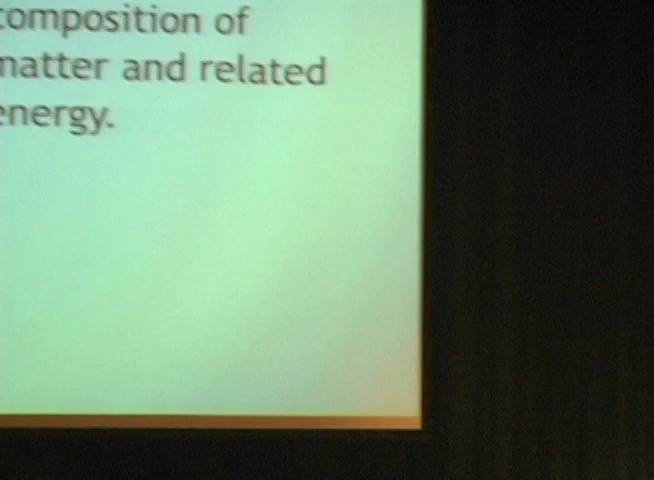 composition of
matter and related
energy.